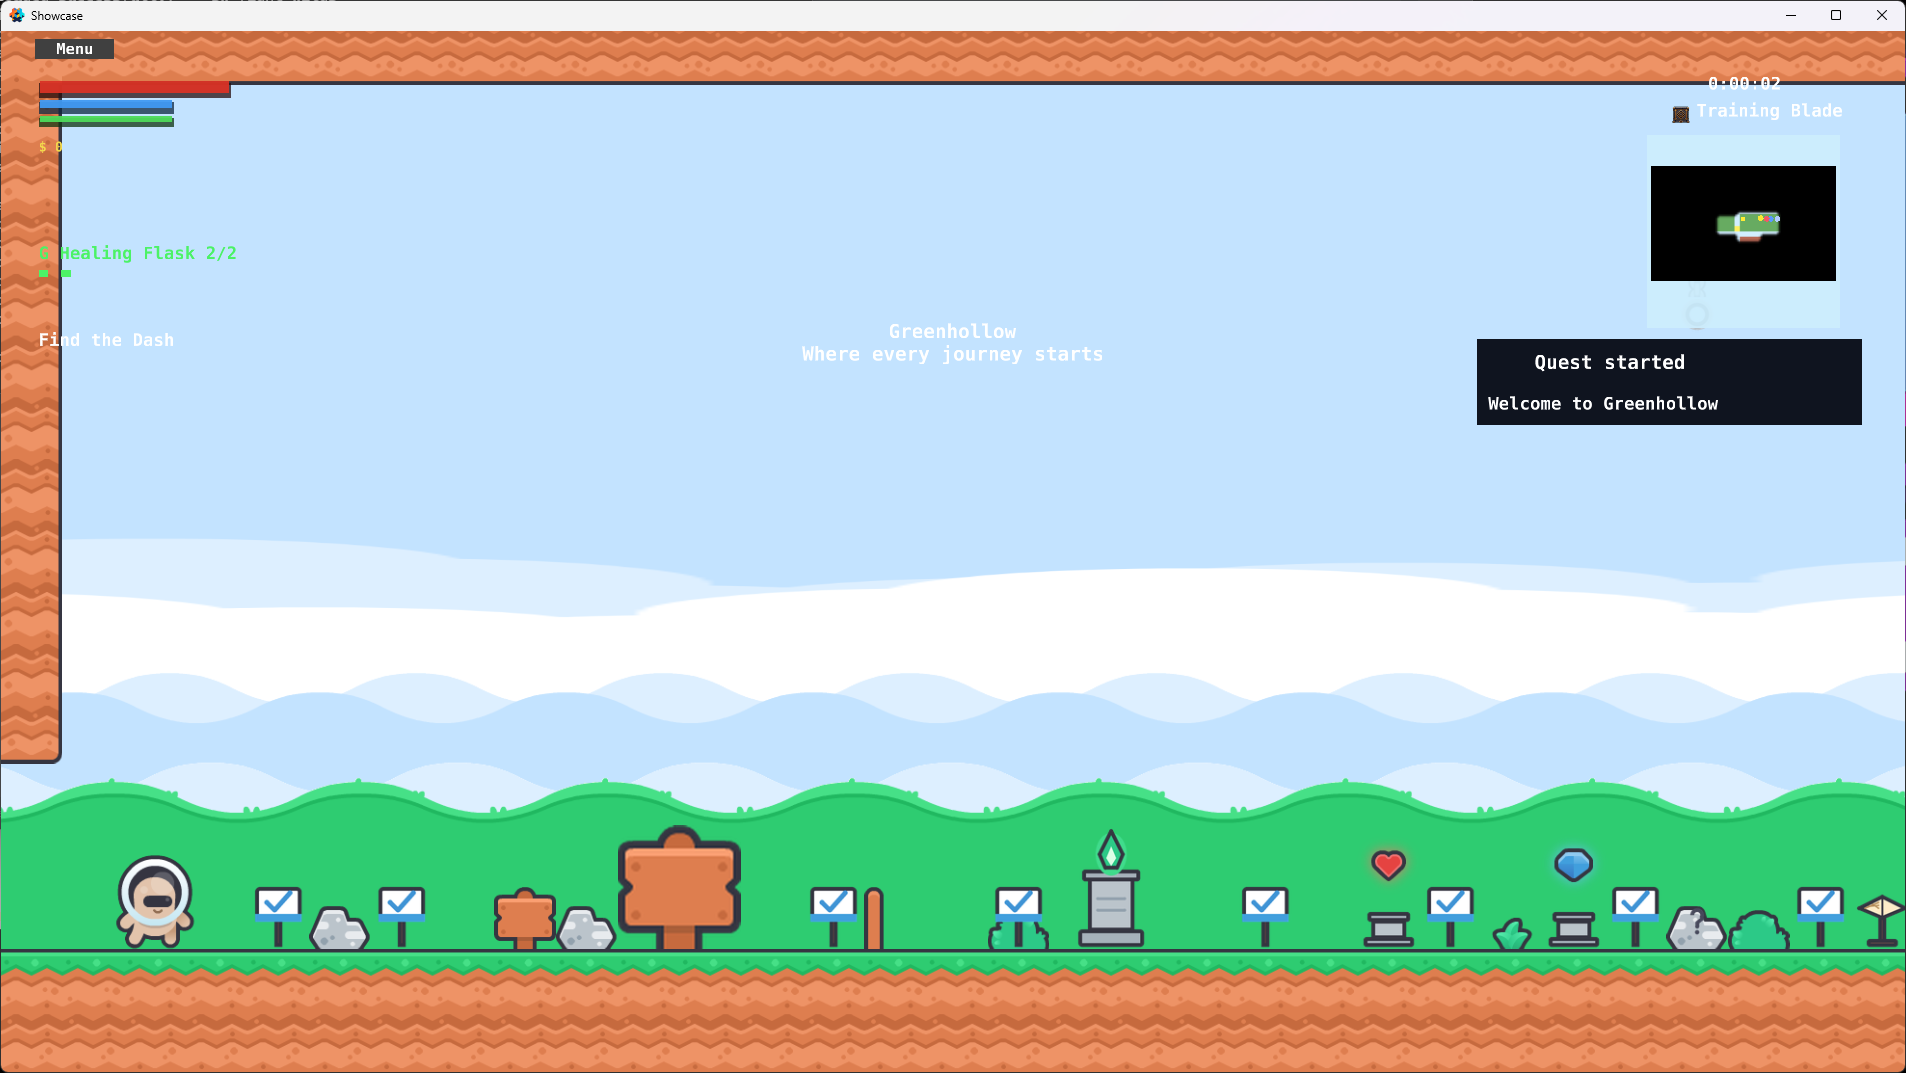 Showcase
Menu
0:00:02
Training Blade
$ 0
G Healing Flask 2/2
Find the Dash
Greenhollow
Where every journey starts
Quest started
Welcome to Greenhollow